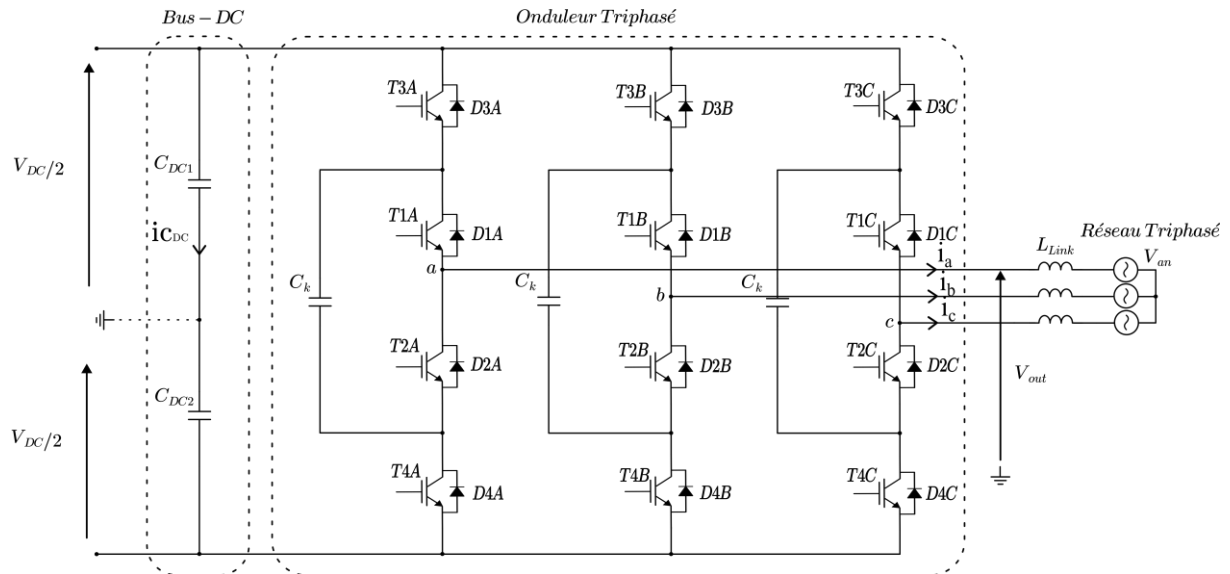 Bus – DC
Onduleur Triphasé
T3A
D3A
T3B
D3B
T3C
D3C
V_DC/2
C_DC1
ic_DC
T1A
D1A
T1B
D1B
T1C
D1C
Réseau Triphasé
i_a
L_Link
V_an
a
C_k
C_k
b
C_k
i_b
c
i_c
T2A
D2A
T2B
D2B
T2C
D2C
V_out
C_DC2
V_DC/2
T4A
D4A
T4B
D4B
T4C
D4C